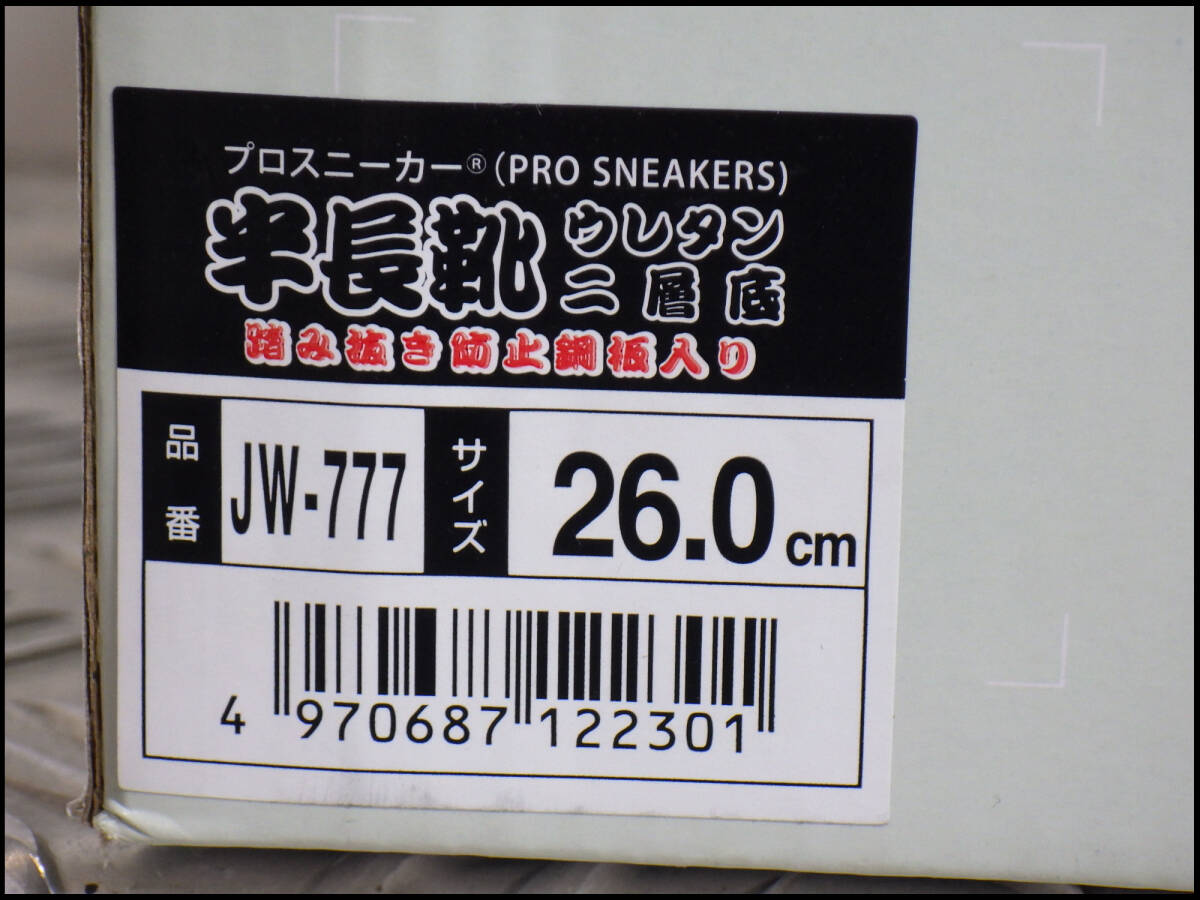 プロスニーカー®(PRO SNEAKERS)
半長靴 ウレタン二層底
踏み抜き防止鋼板入り
品番 JW-777 サイズ 26.0cm
4 970687 122301